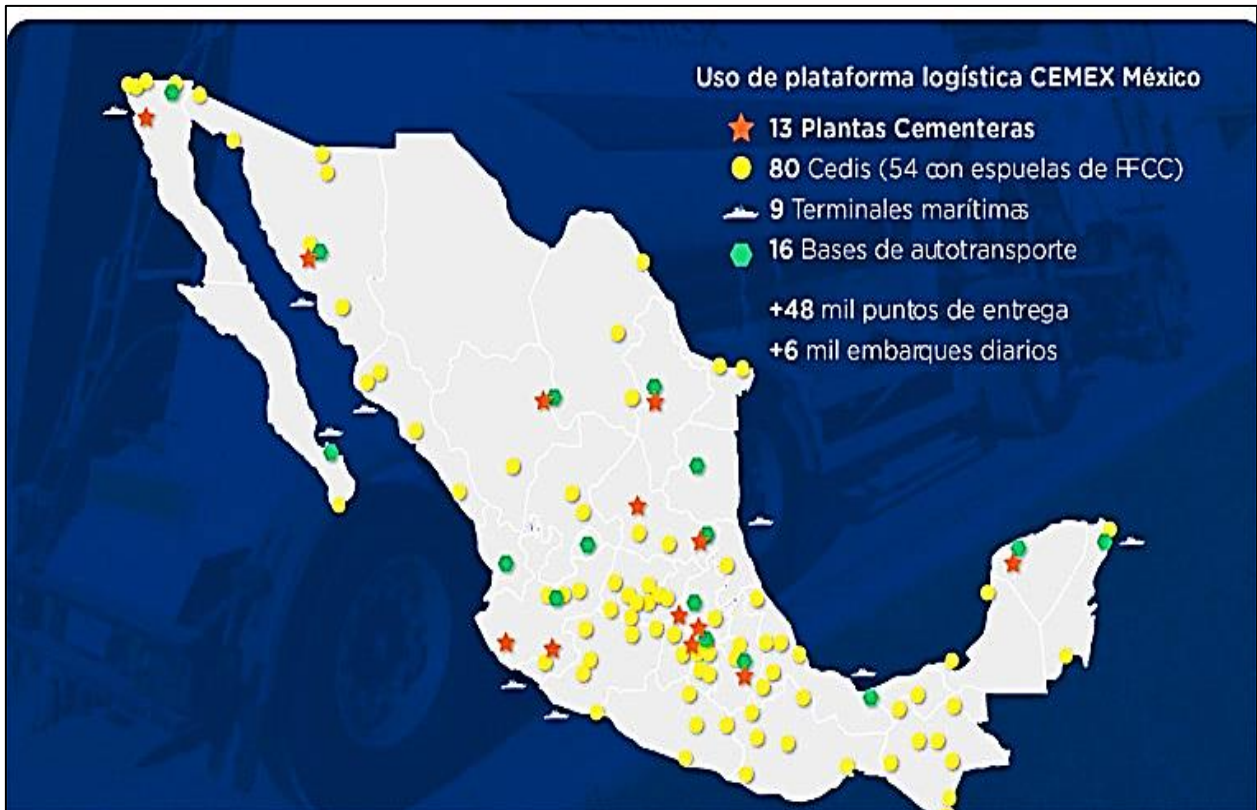 Uso de plataforma logística CEMEX México
13 Plantas Cementeras
80 Cedis (54 con espuelas de FFCC)
9 Terminales marítimas
16 Bases de autotransporte
+48 mil puntos de entrega
+6 mil embarques diarios